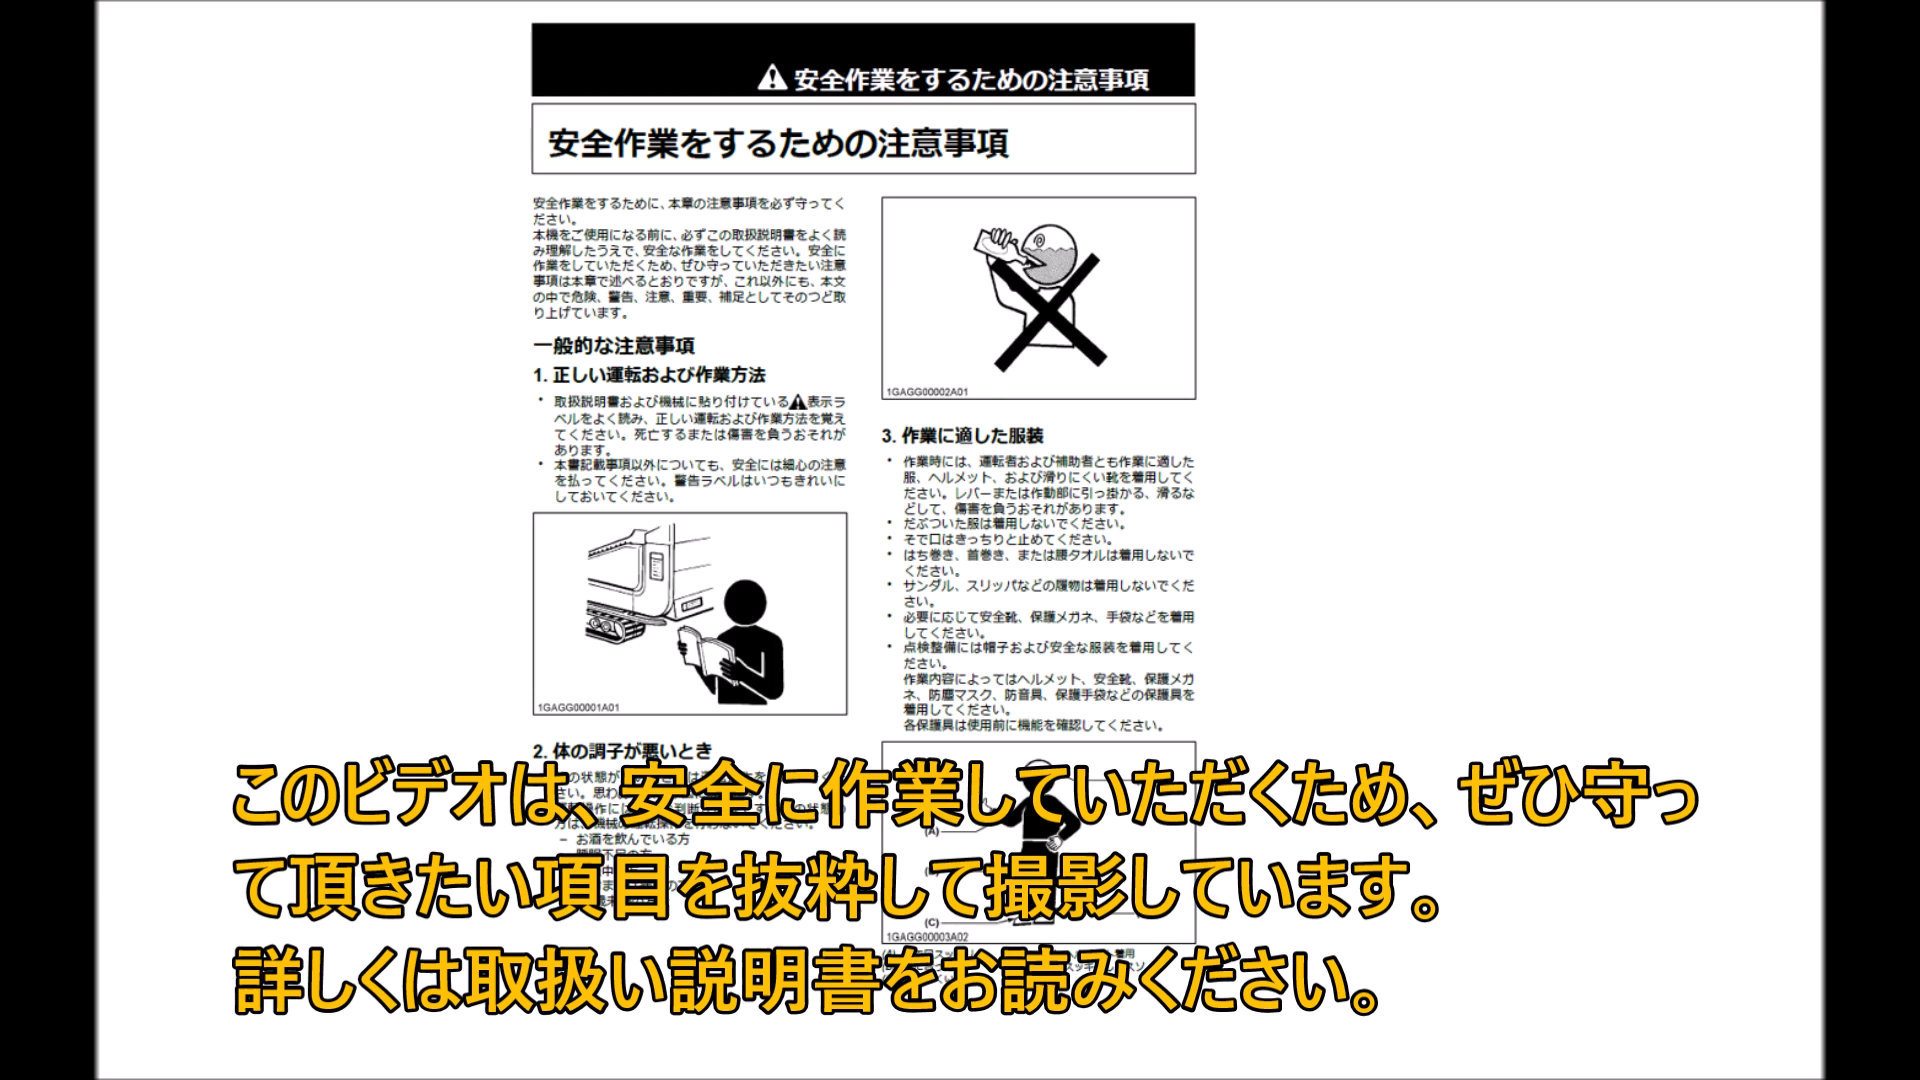 安全作業をするための注意事項
安全作業をするための注意事項
安全作業をするために、本章の注意事項を必ず守ってく
ださい。
本機をご使用になる前に、必ずこの取扱説明書をよく読
み理解したうえで、安全な作業をしてください。安全に
作業をしていただくため、ぜひ守っていただきたい注意
事項は本章で述べるとおりですが、これ以外にも、本文
の中で危険、警告、注意、重要、補足としてそのつど取
り上げています。
一般的な注意事項
1. 正しい運転および作業方法
• 取扱説明書および機械に貼り付けている⚠表示ラ
ベルをよく読み、正しい運転および作業方法を覚え
てください。死亡するまたは傷害を負うおそれが
あります。
• 本書記載事項以外についても、安全には細心の注意
を払ってください。警告ラベルはいつもきれいに
しておいてください。
1GAGG00001A01
2. 体の調子が悪いとき
– お酒を飲んでいる方
1GAGG00002A01
3. 作業に適した服装
• 作業時には、運転者および補助者とも作業に適した
服、ヘルメット、および滑りにくい靴を着用してく
ださい。レバーまたは作動部に引っ掛かる、滑るな
どして、傷害を負うおそれがあります。
• だぶついた服は着用しないでください。
• そで口はきっちりと止めてください。
• はち巻き、首巻き、または腰タオルは着用しないで
ください。
• サンダル、スリッパなどの履物は着用しないでくだ
さい。
• 必要に応じて安全靴、保護メガネ、手袋などを着用
してください。
• 点検整備には帽子および安全な服装を着用してく
ださい。
作業内容によってはヘルメット、安全靴、保護メガ
ネ、防塵マスク、防音具、保護手袋などの保護具を
着用してください。
各保護具は使用前に機能を確認してください。
(A)
(C)
1GAGG00003A02
このビデオは、安全に作業していただくため、ぜひ守っ
て頂きたい項目を抜粋して撮影しています。
詳しくは取扱い説明書をお読みください。